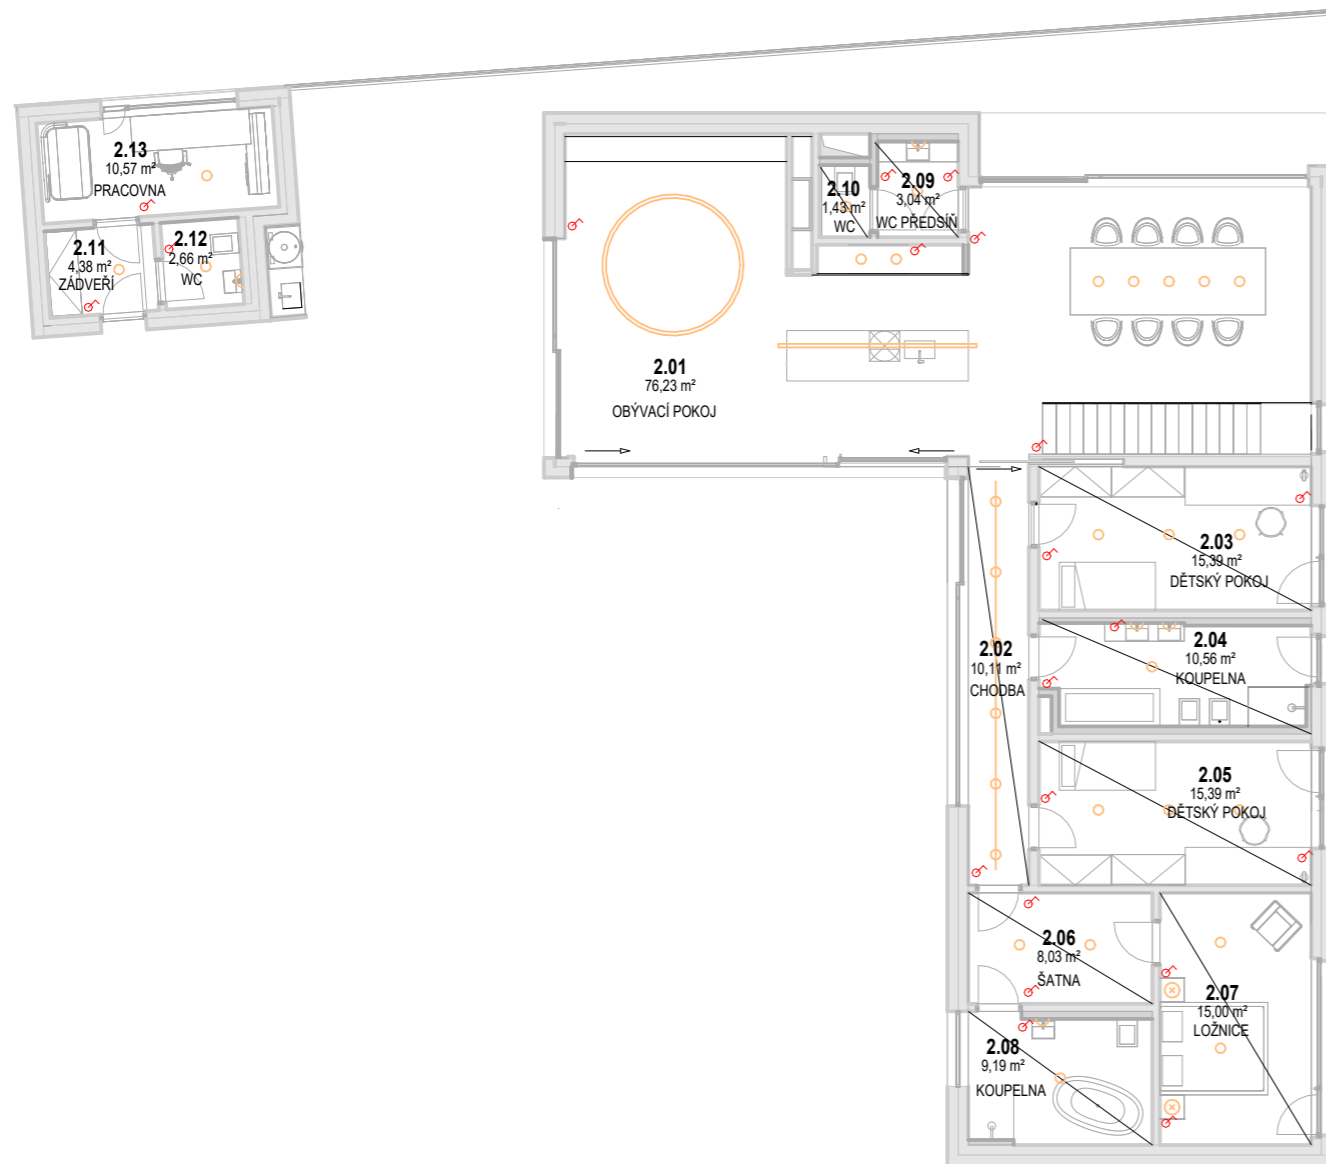 2.13
10,57 m²
PRACOVNA
2.11
4,38 m²
ZÁDVEŘÍ
2.12
2,66 m²
WC
2.10
1,43 m²
WC
2.09
3,04 m²
WC PŘEDSÍŇ
2.01
76,23 m²
OBÝVACÍ POKOJ
2.03
15,39 m²
DĚTSKÝ POKOJ
2.02
10,11 m²
CHODBA
2.04
10,56 m²
KOUPELNA
2.05
15,39 m²
DĚTSKÝ POKOJ
2.06
8,03 m²
ŠATNA
2.07
15,00 m²
LOŽNICE
2.08
9,19 m²
KOUPELNA